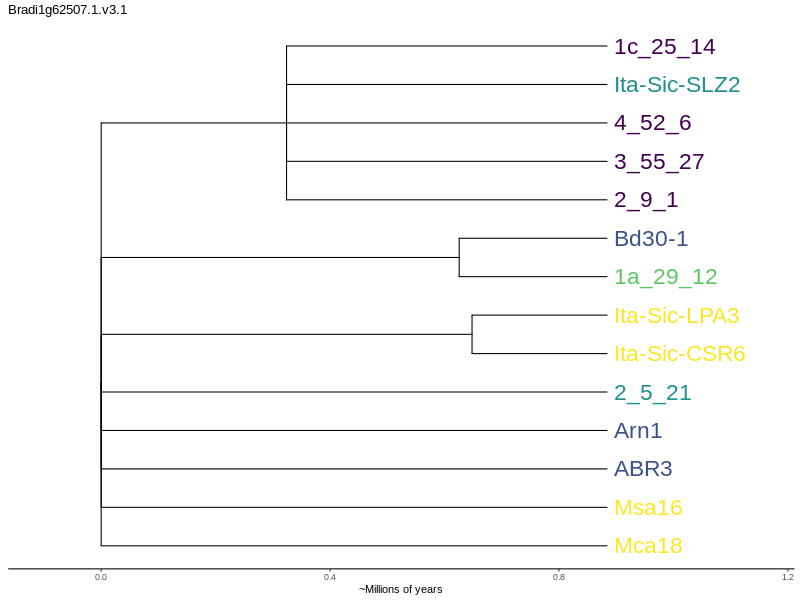 Bradi1g62507.1.v3.1
1c_25_14
Ita-Sic-SLZ2
4_52_6
3_55_27
2_9_1
Bd30-1
1a_29_12
Ita-Sic-LPA3
Ita-Sic-CSR6
2_5_21
Arn1
ABR3
Msa16
Mca18
0.0 0.4 0.8 1.2
~Millions of years